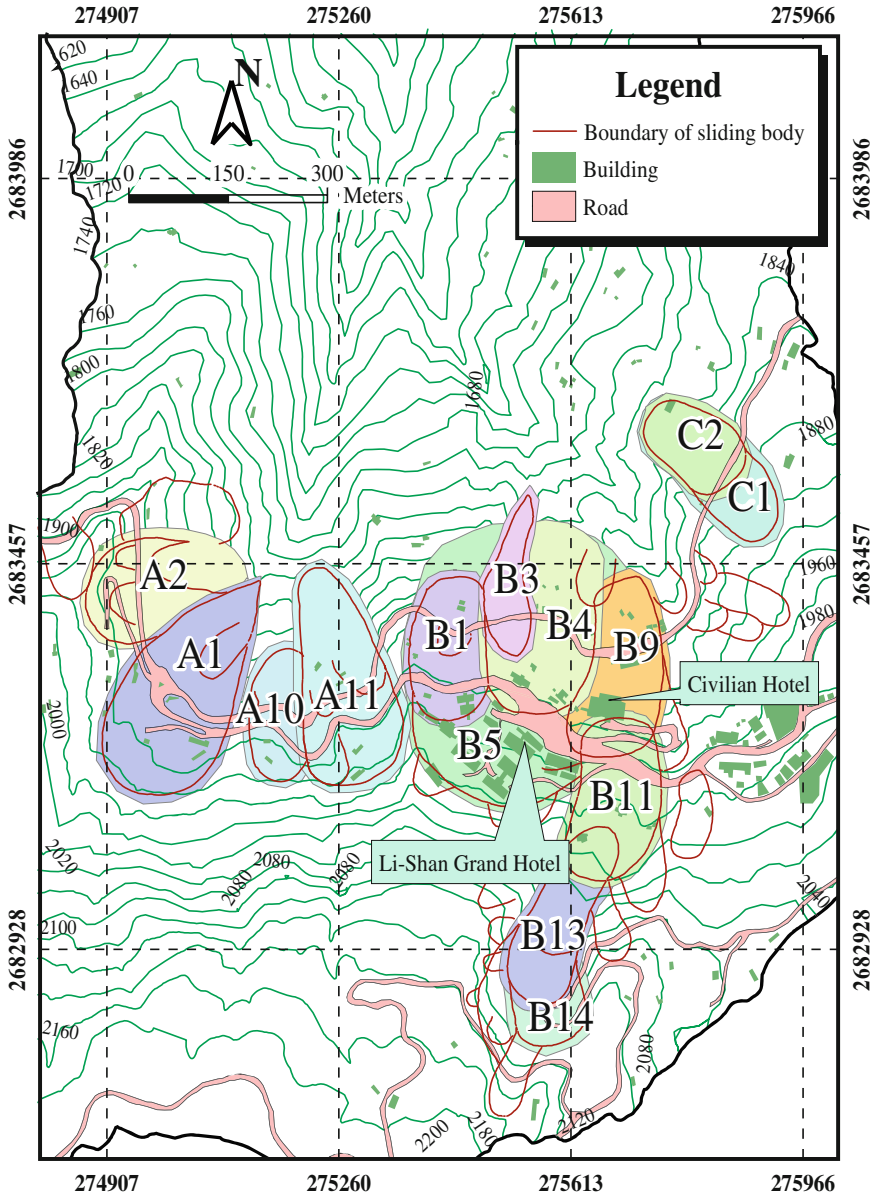 274907 275260 275613 275966
620
1640
N
Legend
Boundary of sliding body
Building
Road
2683986
2683986
1700
1720
0 150 300
Meters
1740
1840
1760
1800
1680
1820
C2
1880
C1
1900
2683457
2683457
A2
B3
1960
1980
B1
B4
A1
B9
Civilian Hotel
A10
A11
2000
B5
B11
2020
2080
2080
2080
Li-Shan Grand Hotel
2040
2100
2682928
2682928
B13
B14
2160
2080
2120
2180
2200
274907 275260 275613 275966